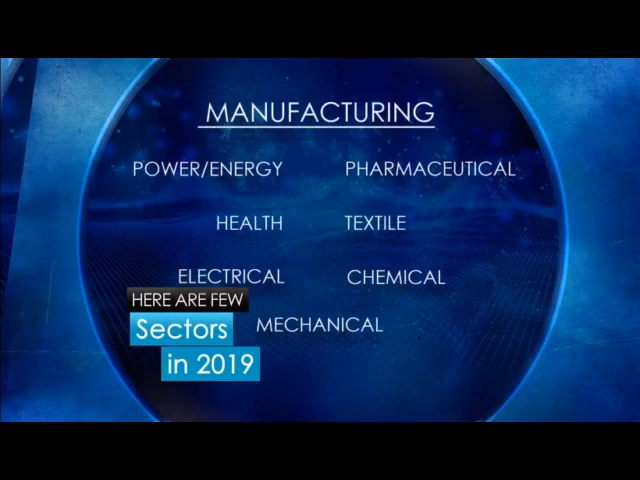 MANUFACTURING
POWER/ENERGY PHARMACEUTICAL
HEALTH TEXTILE
ELECTRICAL CHEMICAL
HERE ARE FEW
Sectors MECHANICAL
in 2019